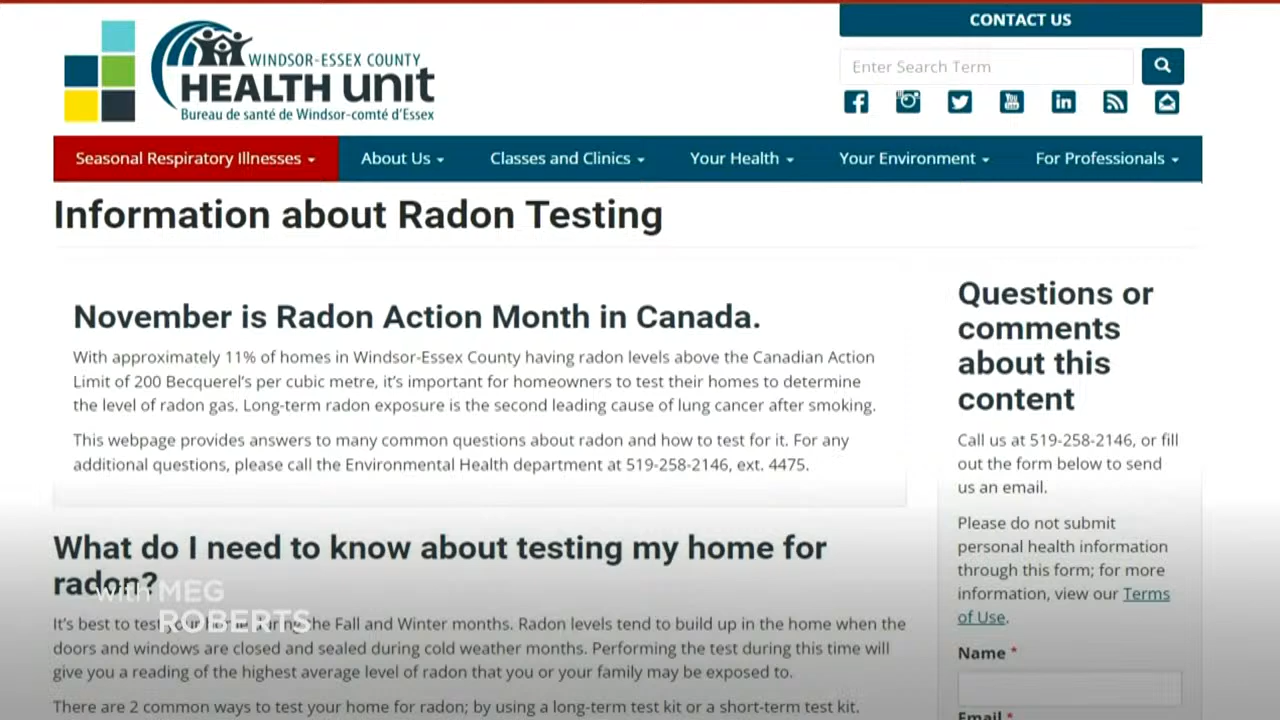 CONTACT US
WINDSOR-ESSEX COUNTY
HEALTH unit
Bureau de santé de Windsor-comté d'Essex
Enter Search Term
You
Tube
in
Seasonal Respiratory Illnesses
About Us
Classes and Clinics
Your Health
Your Environment
For Professionals
Information about Radon Testing
November is Radon Action Month in Canada.
With approximately 11% of homes in Windsor-Essex County having radon levels above the Canadian Action
Limit of 200 Becquerel's per cubic metre, it's important for homeowners to test their homes to determine
the level of radon gas. Long-term radon exposure is the second leading cause of lung cancer after smoking.
This webpage provides answers to many common questions about radon and how to test for it. For any
additional questions, please call the Environmental Health department at 519-258-2146, ext. 4475.
What do I need to know about testing my home for
radon?
It's best to test your home during the Fall and Winter months. Radon levels tend to build up in the home when the
doors and windows are closed and sealed during cold weather months. Performing the test during this time will
give you a reading of the highest average level of radon that you or your family may be exposed to.
There are 2 common ways to test your home for radon; by using a long-term test kit or a short-term test kit.
with MEG
ROBERTS
Questions or
comments
about this
content
Call us at 519-258-2146, or fill
out the form below to send
us an email.
Please do not submit
personal health information
through this form; for more
information, view our Terms
of Use.
Name *
Email *